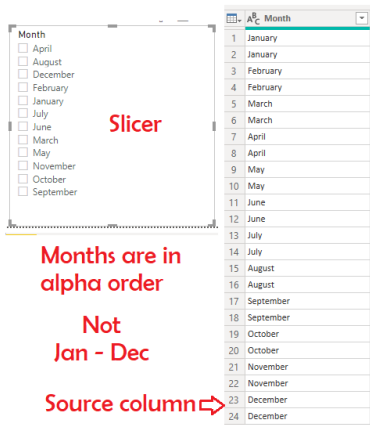 Month
April
August
December
February
January
July
June
March
May
November
October
September
Slicer
Months are in
alpha order
Not
Jan - Dec
Source column
ABC Month
1 January
2 January
3 February
4 February
5 March
6 March
7 April
8 April
9 May
10 May
11 June
12 June
13 July
14 July
15 August
16 August
17 September
18 September
19 October
20 October
21 November
22 November
23 December
24 December